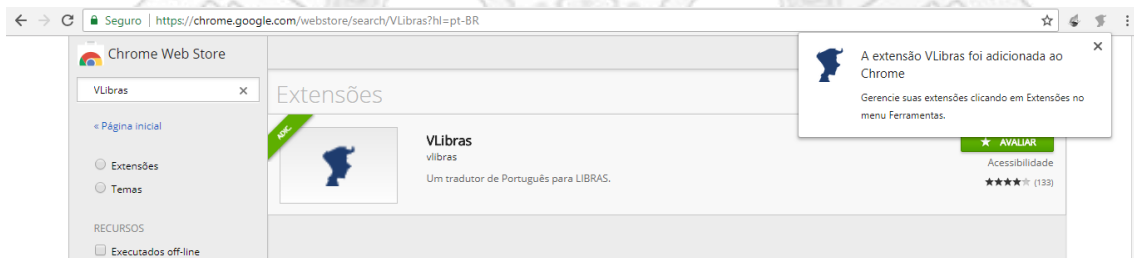 Seguro | https://chrome.google.com/webstore/search/VLibras?hl=pt-BR
Chrome Web Store
VLibras
« Página inicial
Extensões
Temas
RECURSOS
Executados off-line
Extensões
ADIC.
VLibras
vlibras
Um tradutor de Português para LIBRAS.
A extensão VLibras foi adicionada ao
Chrome
Gerencie suas extensões clicando em Extensões no
menu Ferramentas.
AVALIAR
Acessibilidade
(133)